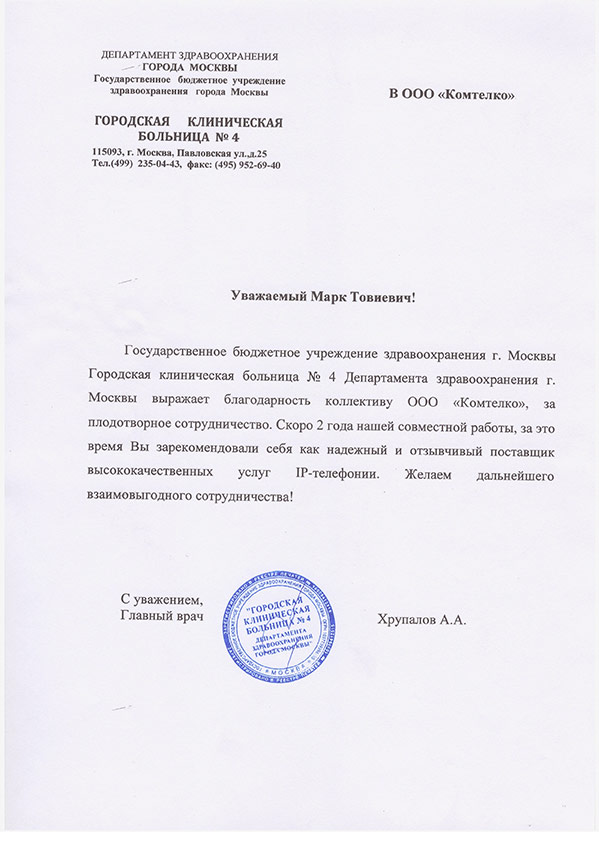 ДЕПАРТАМЕНТ ЗДРАВООХРАНЕНИЯ
ГОРОДА МОСКВЫ
Государственное бюджетное учреждение
здравоохранения города Москвы
В ООО «Комтелко»
ГОРОДСКАЯ КЛИНИЧЕСКАЯ
БОЛЬНИЦА № 4
115093, г. Москва, Павловская ул.,д.25
Тел.(499) 235-04-43, факс: (495) 952-69-40
Уважаемый Марк Товиевич!
Государственное бюджетное учреждение здравоохранения г. Москвы
Городская клиническая больница № 4 Департамента здравоохранения г.
Москвы выражает благодарность коллективу ООО «Комтелко», за
плодотворное сотрудничество. Скоро 2 года нашей совместной работы, за это
время Вы зарекомендовали себя как надежный и отзывчивый поставщик
высококачественных услуг IP-телефонии. Желаем дальнейшего
взаимовыгодного сотрудничества!
С уважением,
Главный врач
Хрупалов А.А.
"ГОРОДСКАЯ
КЛИНИЧЕСКАЯ
БОЛЬНИЦА № 4
ДЕПАРТАМЕНТА
ЗДРАВООХРАНЕНИЯ
ГОРОДА МОСКВЫ"
МОСКВА